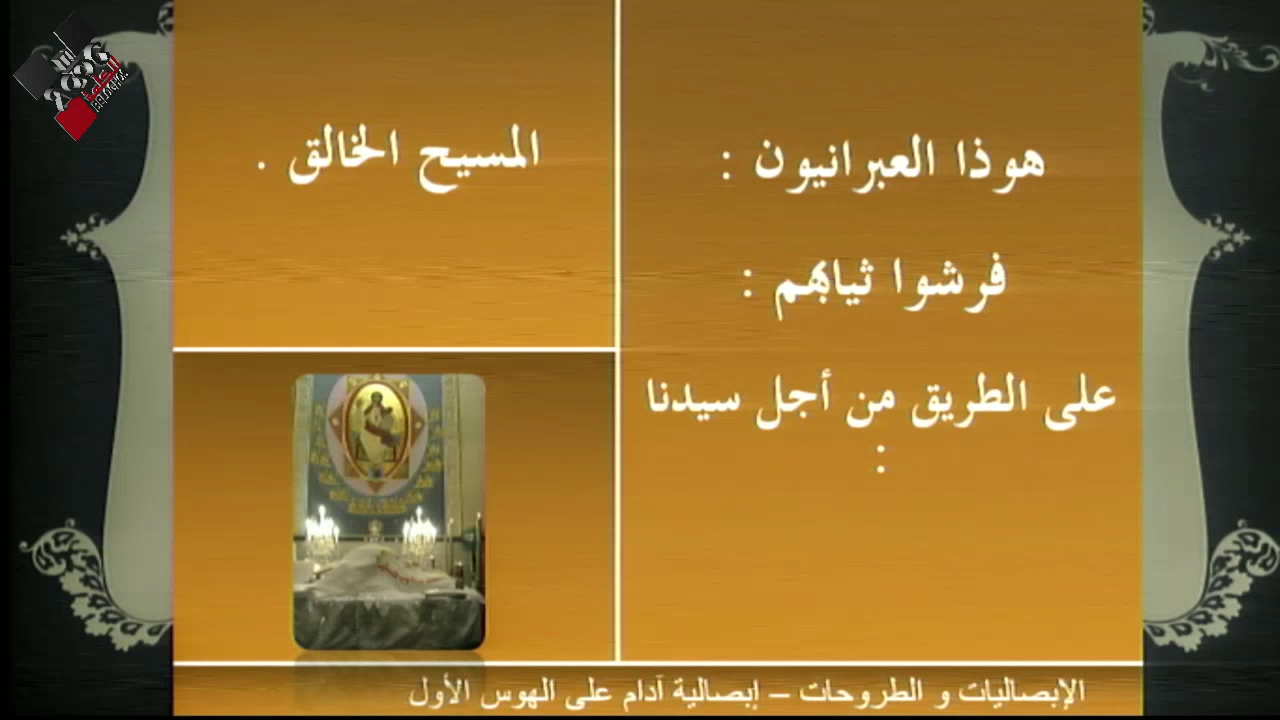 هوذا العبرانيون :
فرشوا ثيابهم :
على الطريق من أجل سيدنا
:
المسيح الخالق .
الإبصاليات و الطروحات – إبصالية آدام على الهوس الأول